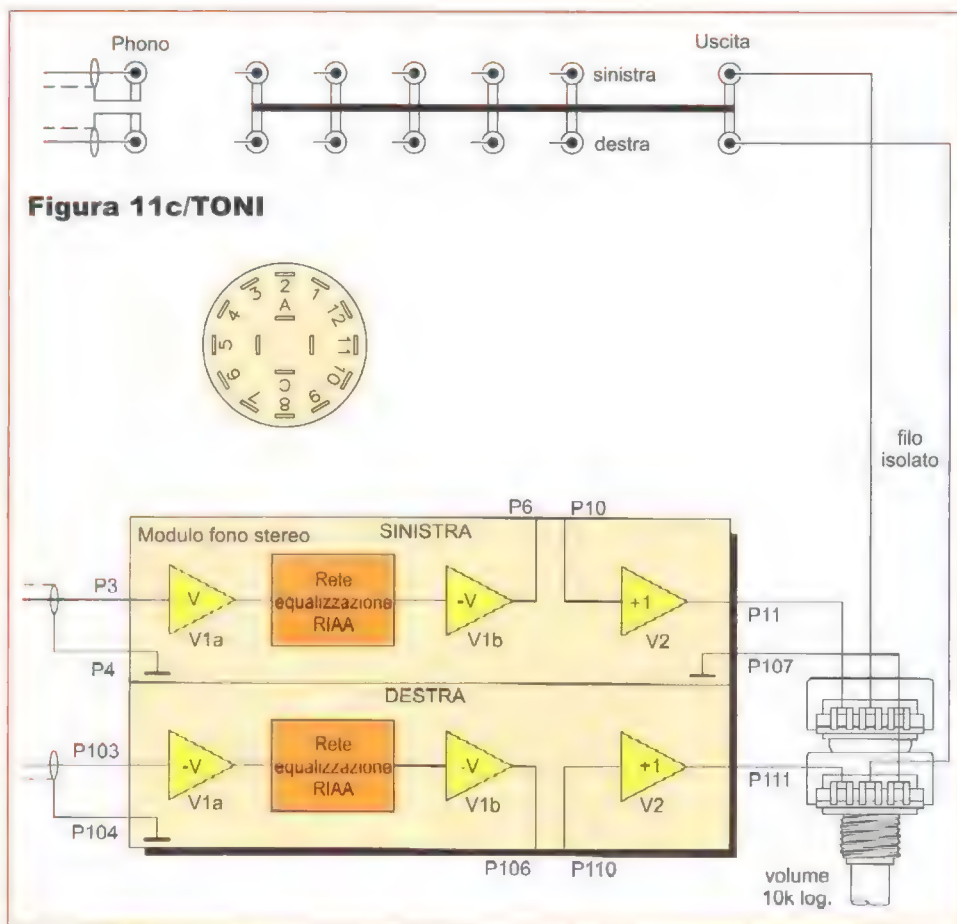 Phono
Uscita
sinistra
destra
Figura 11c/TONI
2
3
1
A
4
12
5
11
6
10
C
7
8
9
filo
isolato
P6
P10
Modulo fono stereo
SINISTRA
P3
V
V1a
Rete
equalizzazione
RIAA
-V
V1b
+1
V2
P11
P4
P107
DESTRA
P103
-V
V1a
Rete
equalizzazione
RIAA
-V
V1b
+1
V2
P111
P104
P106
P110
volume
10k log.